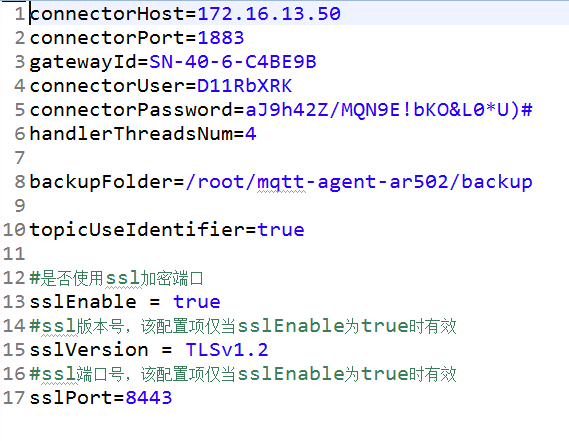 1 connectorHost=172.16.13.50
2 connectorPort=1883
3 gatewayId=SN-40-6-C4BE9B
4 connectorUser=D11RbXRK
5 connectorPassword=aJ9h42Z/MQN9E!bKO&L0*U)#
6 handlerThreadsNum=4
7
8 backupFolder=/root/mqtt-agent-ar502/backup
9
10 topicUseIdentifier=true
11
12 #是否使用ssl加密端口
13 sslEnable = true
14 #ssl版本号，该配置项仅当sslEnable为true时有效
15 sslVersion = TLSv1.2
16 #ssl端口号，该配置项仅当sslEnable为true时有效
17 sslPort=8443